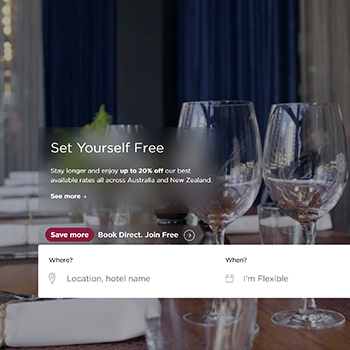 Set Yourself Free
Stay longer and enjoy up to 20% off our best
available rates all across Australia and New Zealand.
See more →
Save more Book Direct. Join Free →
Where? When?
Location, hotel name I'm Flexible